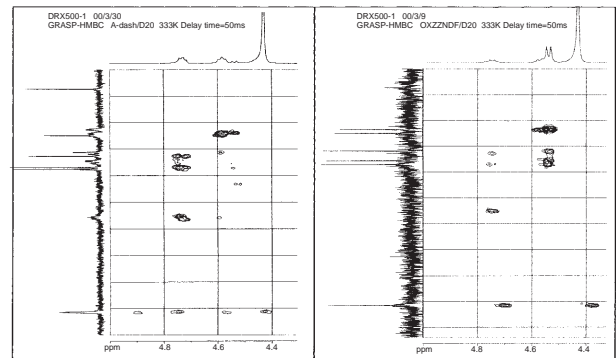 DRX500-1 00/3/30
GRASP-HMBC A-dash/D20 333K Delay time=50ms
ppm 4.8 4.6 4.4
DRX500-1 00/3/9
GRASP-HMBC OXZZNDF/D20 333K Delay time=50ms
ppm 4.8 4.6 4.4